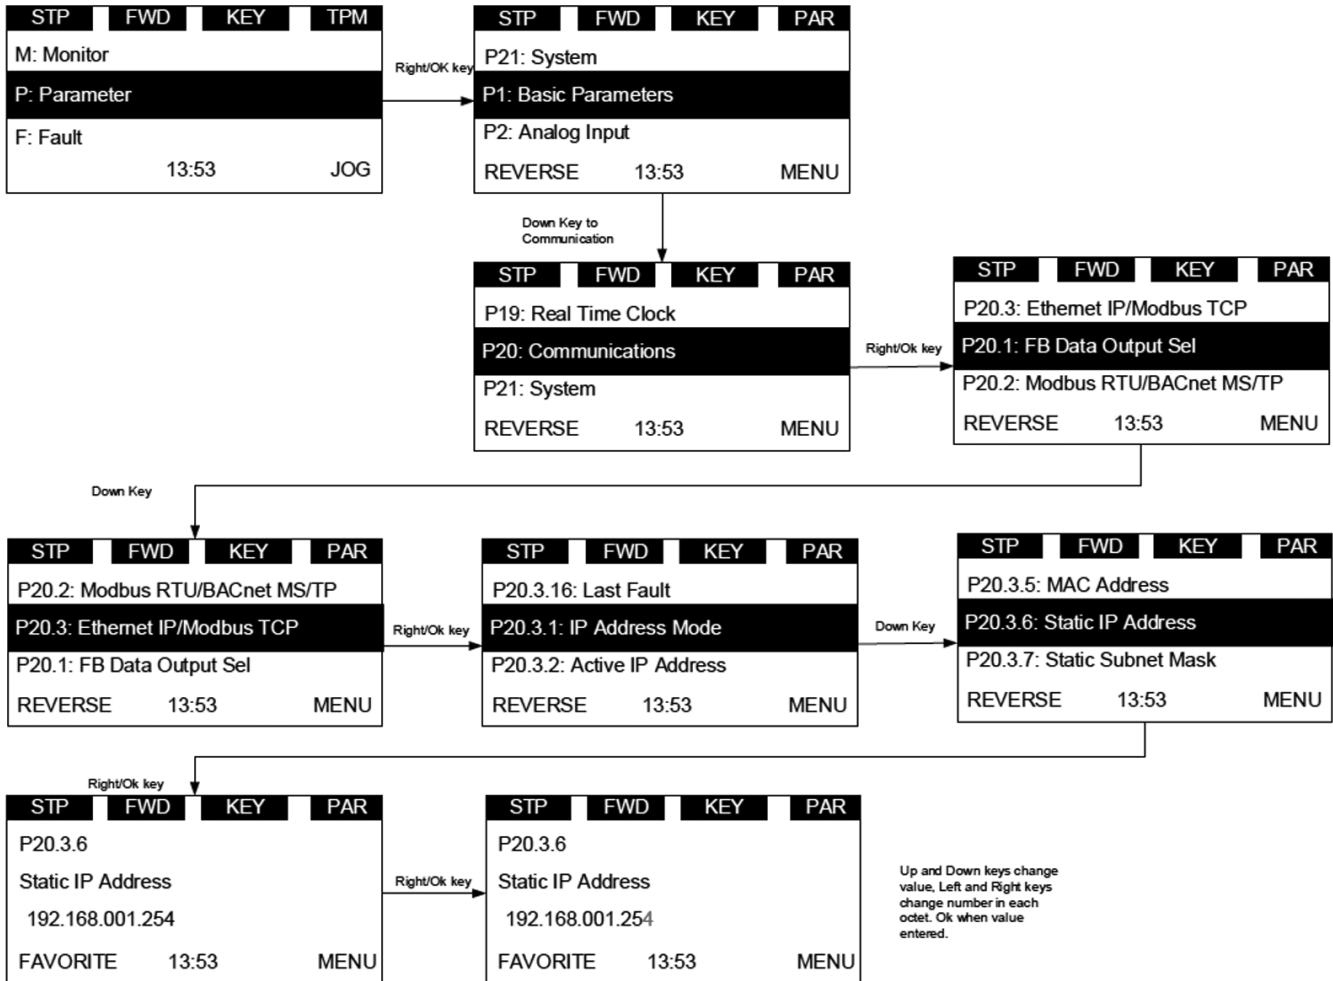 STP FWD KEY TPM
M: Monitor
P: Parameter
F: Fault
13:53 JOG
Right/OK key
STP FWD KEY PAR
P21: System
P1: Basic Parameters
P2: Analog Input
REVERSE 13:53 MENU
Down Key to
Communication
STP FWD KEY PAR
P19: Real Time Clock
P20: Communications
P21: System
REVERSE 13:53 MENU
Right/Ok key
STP FWD KEY PAR
P20.3: Ethernet IP/Modbus TCP
P20.1: FB Data Output Sel
P20.2: Modbus RTU/BACnet MS/TP
REVERSE 13:53 MENU
Down Key
STP FWD KEY PAR
P20.2: Modbus RTU/BACnet MS/TP
P20.3: Ethernet IP/Modbus TCP
P20.1: FB Data Output Sel
REVERSE 13:53 MENU
Right/Ok key
STP FWD KEY PAR
P20.3.16: Last Fault
P20.3.1: IP Address Mode
P20.3.2: Active IP Address
REVERSE 13:53 MENU
Down Key
STP FWD KEY PAR
P20.3.5: MAC Address
P20.3.6: Static IP Address
P20.3.7: Static Subnet Mask
REVERSE 13:53 MENU
Right/Ok key
STP FWD KEY PAR
P20.3.6
Static IP Address
192.168.001.254
FAVORITE 13:53 MENU
Right/Ok key
STP FWD KEY PAR
P20.3.6
Static IP Address
192.168.001.254
FAVORITE 13:53 MENU
Up and Down keys change
value, Left and Right keys
change number in each
octet. Ok when value
entered.